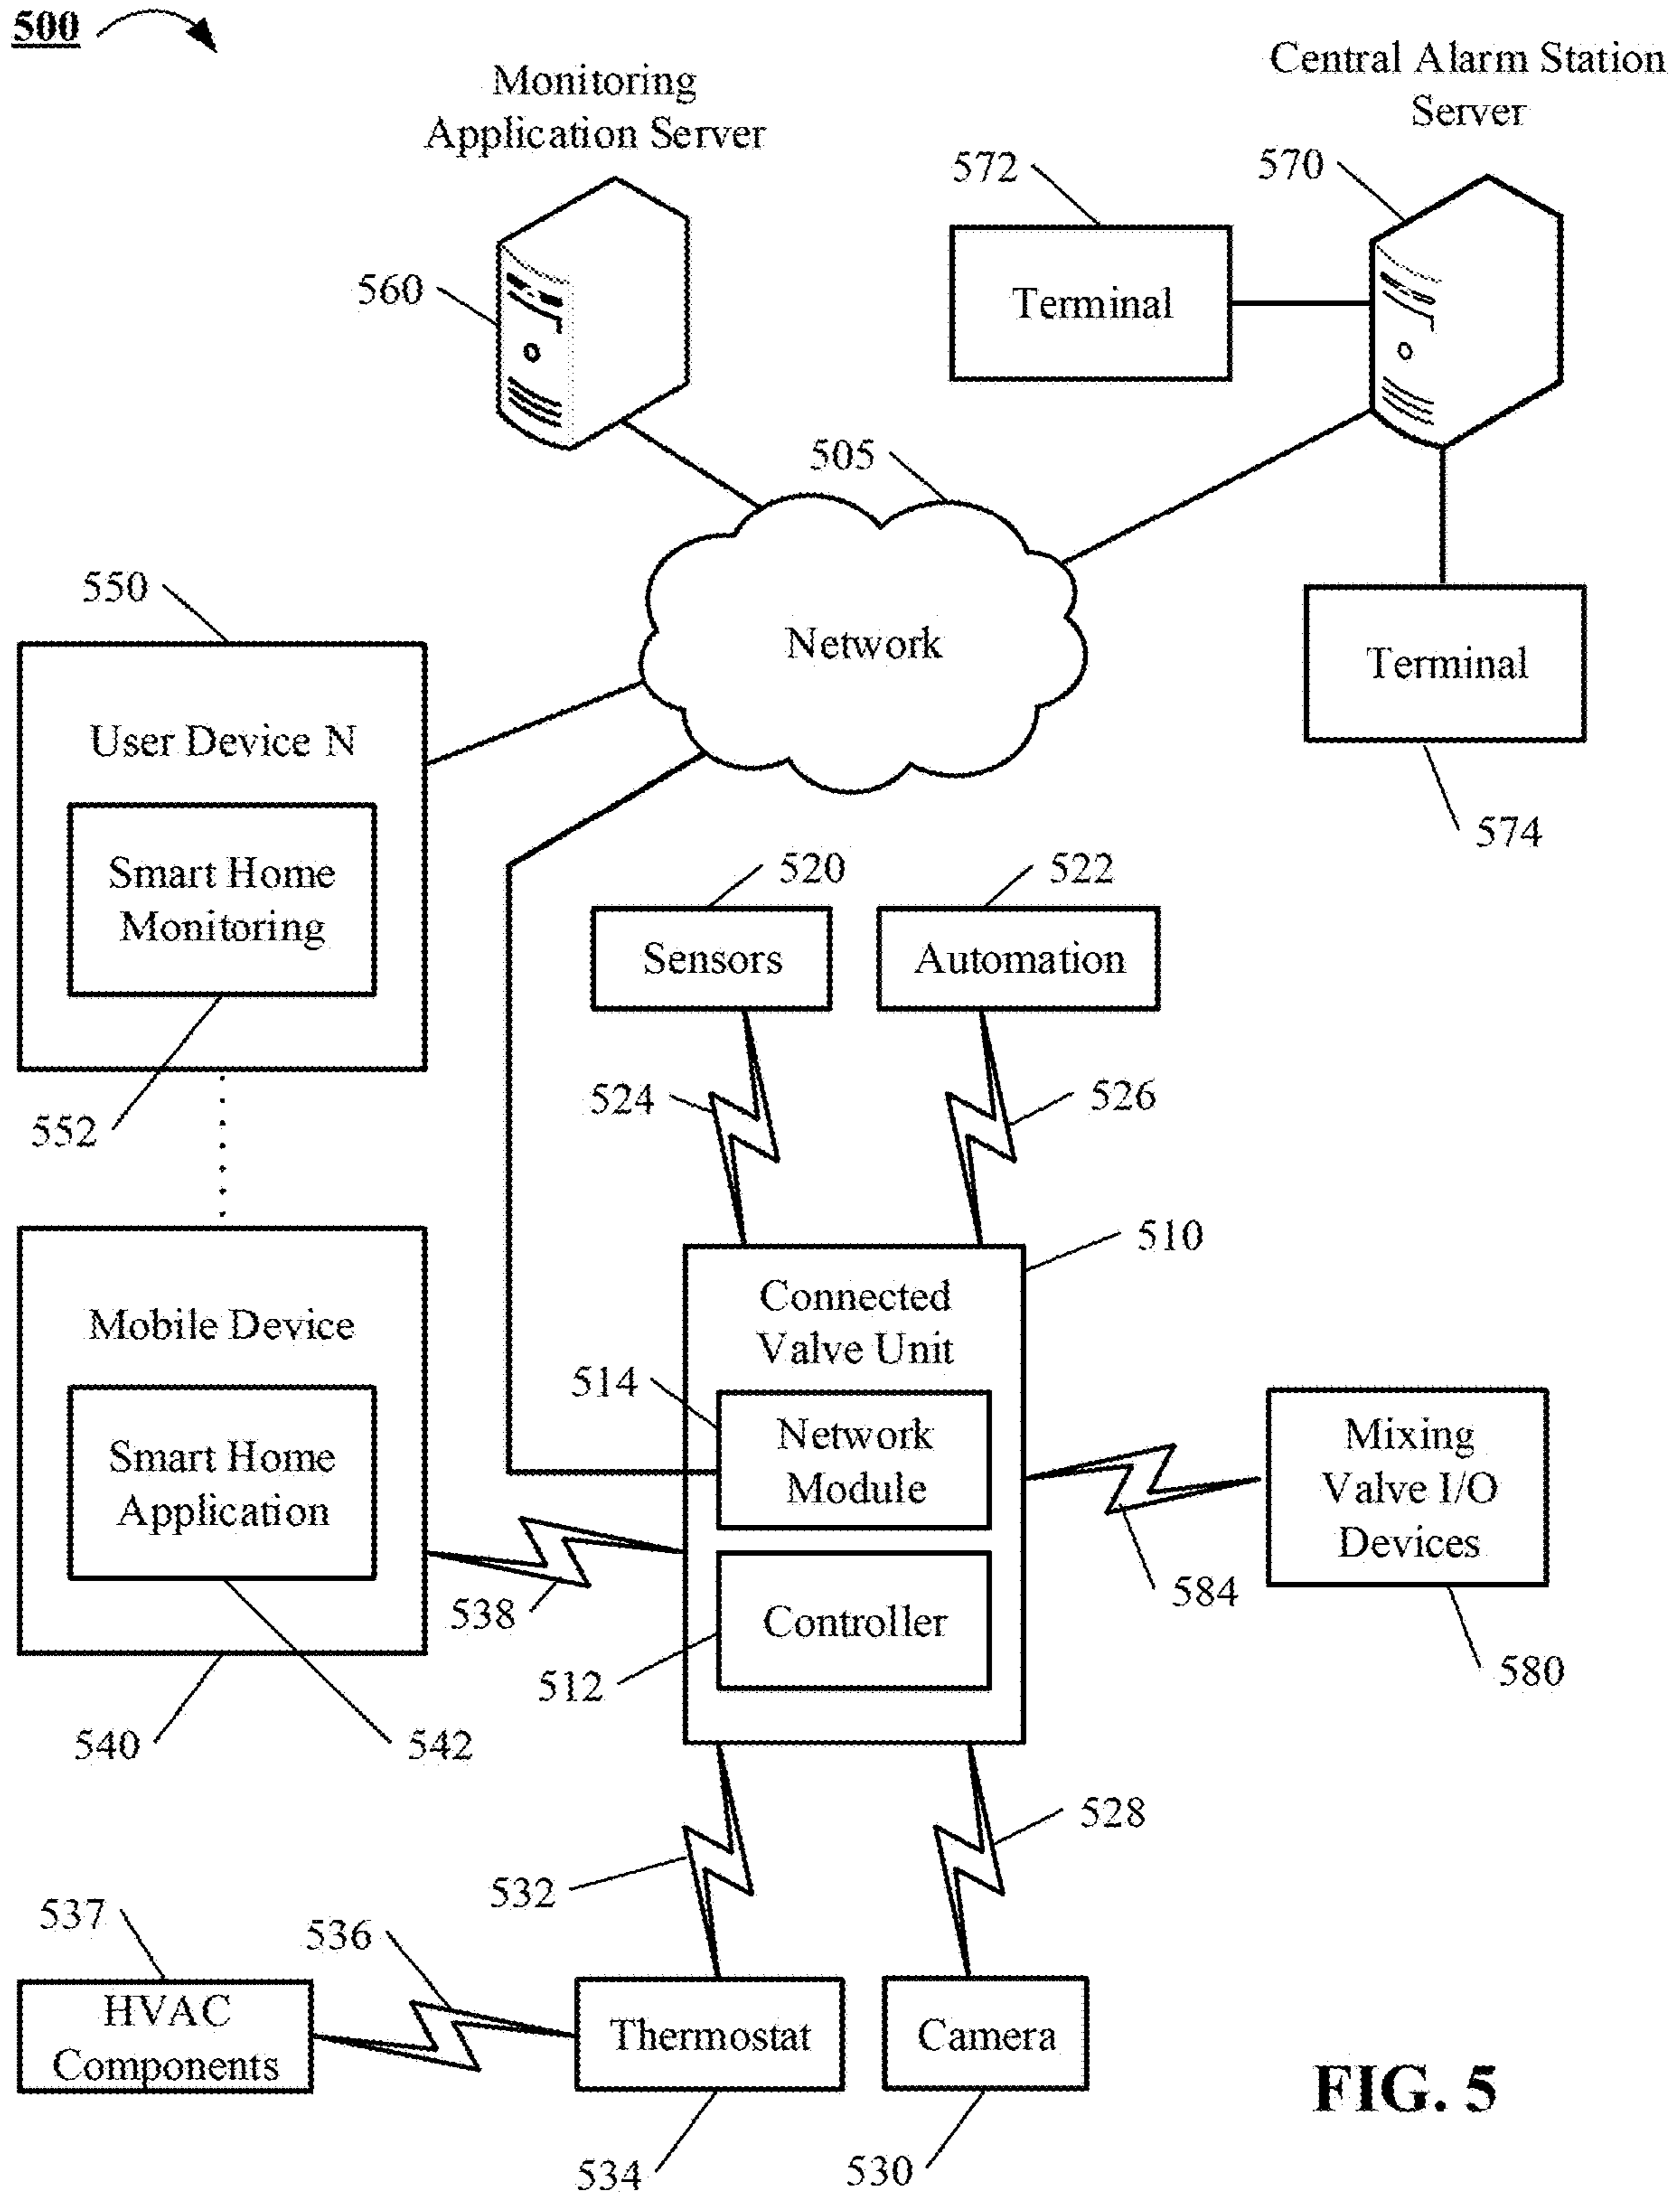 500
Monitoring
Application Server
Central Alarm Station
Server
572
570
Terminal
560
505
Network
550
Terminal
574
User Device N
Smart Home
Monitoring
552
520
522
Sensors
Automation
524
526
510
Connected
Valve Unit
514
Network
Module
Controller
512
Mobile Device
Smart Home
Application
538
540
542
Mixing
Valve I/O
Devices
584
580
528
532
537
536
HVAC
Components
Thermostat
Camera
534
530
FIG. 5